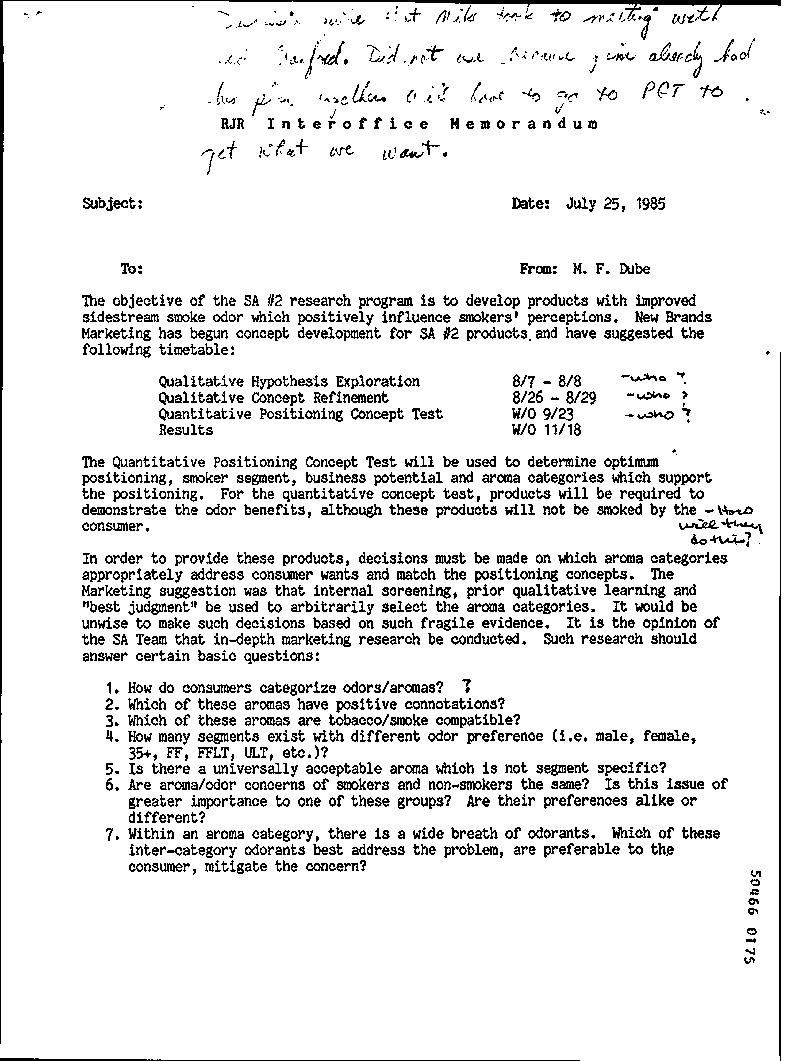 that Mike took to meeting with
Did not use because Jim already had
his plan will have to go to PCT to
RJR Interoffice Memorandum
get what we want.
Subject:
Date: July 25, 1985
To:
From: M. F. Dube
The objective of the SA #2 research program is to develop products with improved
sidestream smoke odor which positively influence smokers' perceptions. New Brands
Marketing has begun concept development for SA #2 products and have suggested the
following timetable:
Qualitative Hypothesis Exploration 8/7 - 8/8 - who ?
Qualitative Concept Refinement 8/26 - 8/29 - who ?
Quantitative Positioning Concept Test W/O 9/23 - who ?
Results W/O 11/18
The Quantitative Positioning Concept Test will be used to determine optimum
positioning, smoker segment, business potential and aroma categories which support
the positioning. For the quantitative concept test, products will be required to
demonstrate the odor benefits, although these products will not be smoked by the - How
consumer. will they
do this?
In order to provide these products, decisions must be made on which aroma categories
appropriately address consumer wants and match the positioning concepts. The
Marketing suggestion was that internal screening, prior qualitative learning and
"best judgment" be used to arbitrarily select the aroma categories. It would be
unwise to make such decisions based on such fragile evidence. It is the opinion of
the SA Team that in-depth marketing research be conducted. Such research should
answer certain basic questions:
1. How do consumers categorize odors/aromas? ?
2. Which of these aromas have positive connotations?
3. Which of these aromas are tobacco/smoke compatible?
4. How many segments exist with different odor preference (i.e. male, female,
35+, FF, FFLT, ULT, etc.)?
5. Is there a universally acceptable aroma which is not segment specific?
6. Are aroma/odor concerns of smokers and non-smokers the same? Is this issue of
greater importance to one of these groups? Are their preferences alike or
different?
7. Within an aroma category, there is a wide breath of odorants. Which of these
inter-category odorants best address the problem, are preferable to the
consumer, mitigate the concern?
50466 0175